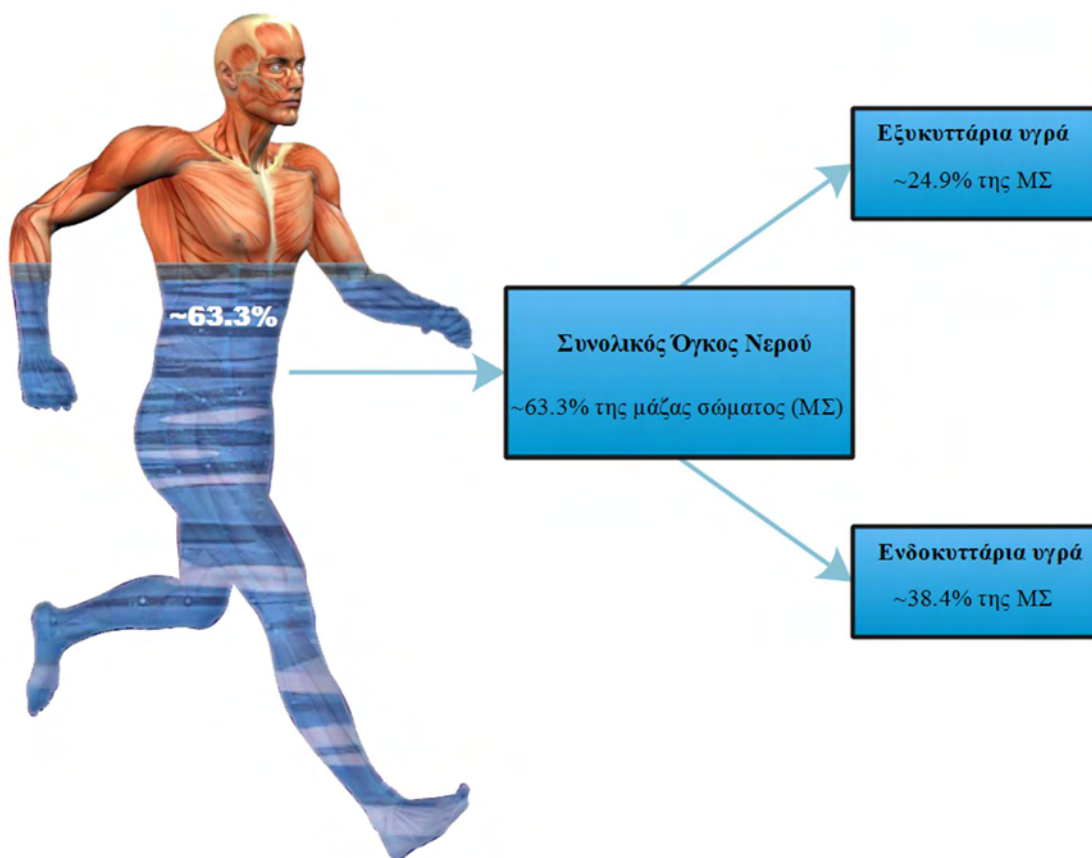 ~63.3%
Εξυκυττάρια υγρά
~24.9% της ΜΣ
Συνολικός Όγκος Νερού
~63.3% της μάζας σώματος (ΜΣ)
Ενδοκυττάρια υγρά
~38.4% της ΜΣ